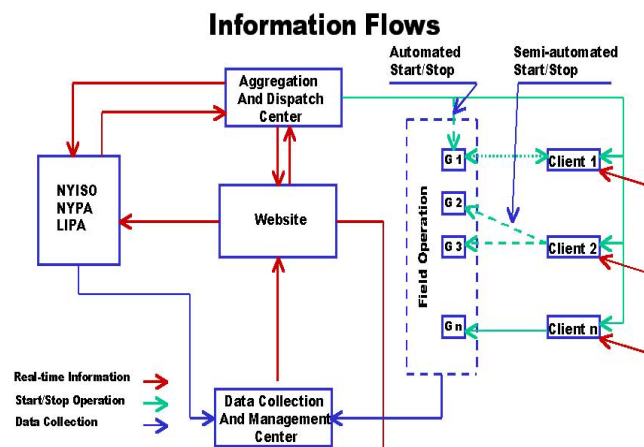 Information Flows
Automated
Start/Stop
Semi-automated
Start/Stop
Aggregation
And Dispatch
Center
NYISO
NYPA
LIPA
Website
Field Operation
G 1
G 2
G 3
G n
Client 1
Client 2
Client n
Real-time Information
Start/Stop Operation
Data Collection
Data Collection
And Management
Center